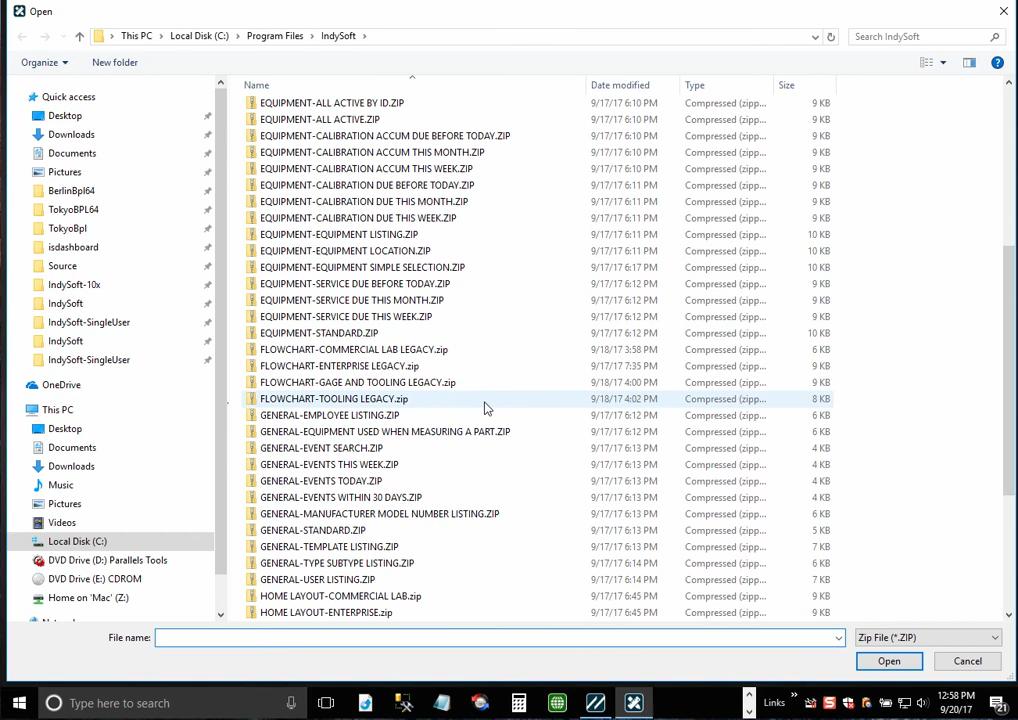 Open
This PC > Local Disk (C:) > Program Files > IndySoft >
Search IndySoft
Organize
New folder
Name
Date modified
Type
Size
Quick access
Desktop
Downloads
Documents
Pictures
BerlinBpl64
TokyoBPL64
TokyoBpl
isdashboard
Source
IndySoft-10x
IndySoft
IndySoft-SingleUser
IndySoft
IndySoft-SingleUser
OneDrive
This PC
Desktop
Documents
Downloads
Music
Pictures
Videos
Local Disk (C:)
DVD Drive (D:) Parallels Tools
DVD Drive (E:) CDROM
Home on 'Mac' (Z:)
EQUIPMENT-ALL ACTIVE BY ID.ZIP 9/17/17 6:10 PM Compressed (zipp... 9 KB
EQUIPMENT-ALL ACTIVE.ZIP 9/17/17 6:10 PM Compressed (zipp... 9 KB
EQUIPMENT-CALIBRATION ACCUM DUE BEFORE TODAY.ZIP 9/17/17 6:10 PM Compressed (zipp... 9 KB
EQUIPMENT-CALIBRATION ACCUM THIS MONTH.ZIP 9/17/17 6:10 PM Compressed (zipp... 9 KB
EQUIPMENT-CALIBRATION ACCUM THIS WEEK.ZIP 9/17/17 6:10 PM Compressed (zipp... 9 KB
EQUIPMENT-CALIBRATION DUE BEFORE TODAY.ZIP 9/17/17 6:11 PM Compressed (zipp... 9 KB
EQUIPMENT-CALIBRATION DUE THIS MONTH.ZIP 9/17/17 6:11 PM Compressed (zipp... 9 KB
EQUIPMENT-CALIBRATION DUE THIS WEEK.ZIP 9/17/17 6:11 PM Compressed (zipp... 9 KB
EQUIPMENT-EQUIPMENT LISTING.ZIP 9/17/17 6:11 PM Compressed (zipp... 10 KB
EQUIPMENT-EQUIPMENT LOCATION.ZIP 9/17/17 6:11 PM Compressed (zipp... 10 KB
EQUIPMENT-EQUIPMENT SIMPLE SELECTION.ZIP 9/17/17 6:17 PM Compressed (zipp... 10 KB
EQUIPMENT-SERVICE DUE BEFORE TODAY.ZIP 9/17/17 6:12 PM Compressed (zipp... 9 KB
EQUIPMENT-SERVICE DUE THIS MONTH.ZIP 9/17/17 6:12 PM Compressed (zipp... 9 KB
EQUIPMENT-SERVICE DUE THIS WEEK.ZIP 9/17/17 6:12 PM Compressed (zipp... 9 KB
EQUIPMENT-STANDARD.ZIP 9/17/17 6:12 PM Compressed (zipp... 10 KB
FLOWCHART-COMMERCIAL LAB LEGACY.zip 9/18/17 3:58 PM Compressed (zipp... 6 KB
FLOWCHART-ENTERPRISE LEGACY.zip 9/17/17 7:35 PM Compressed (zipp... 9 KB
FLOWCHART-GAGE AND TOOLING LEGACY.zip 9/18/17 4:00 PM Compressed (zipp... 9 KB
FLOWCHART-TOOLING LEGACY.zip 9/18/17 4:02 PM Compressed (zipp... 8 KB
GENERAL-EMPLOYEE LISTING.ZIP 9/17/17 6:12 PM Compressed (zipp... 6 KB
GENERAL-EQUIPMENT USED WHEN MEASURING A PART.ZIP 9/17/17 6:12 PM Compressed (zipp... 6 KB
GENERAL-EVENT SEARCH.ZIP 9/17/17 6:13 PM Compressed (zipp... 4 KB
GENERAL-EVENTS THIS WEEK.ZIP 9/17/17 6:13 PM Compressed (zipp... 4 KB
GENERAL-EVENTS TODAY.ZIP 9/17/17 6:13 PM Compressed (zipp... 4 KB
GENERAL-EVENTS WITHIN 30 DAYS.ZIP 9/17/17 6:13 PM Compressed (zipp... 4 KB
GENERAL-MANUFACTURER MODEL NUMBER LISTING.ZIP 9/17/17 6:13 PM Compressed (zipp... 6 KB
GENERAL-STANDARD.ZIP 9/17/17 6:13 PM Compressed (zipp... 5 KB
GENERAL-TEMPLATE LISTING.ZIP 9/17/17 6:13 PM Compressed (zipp... 7 KB
GENERAL-TYPE SUBTYPE LISTING.ZIP 9/17/17 6:14 PM Compressed (zipp... 6 KB
GENERAL-USER LISTING.ZIP 9/17/17 6:14 PM Compressed (zipp... 7 KB
HOME LAYOUT-COMMERCIAL LAB.zip 9/17/17 6:45 PM Compressed (zipp... 9 KB
HOME LAYOUT-ENTERPRISE.zip 9/17/17 6:45 PM Compressed (zipp... 9 KB
File name:
Zip File (*.ZIP)
Open
Cancel
Type here to search
Links
12:58 PM
9/20/17
21